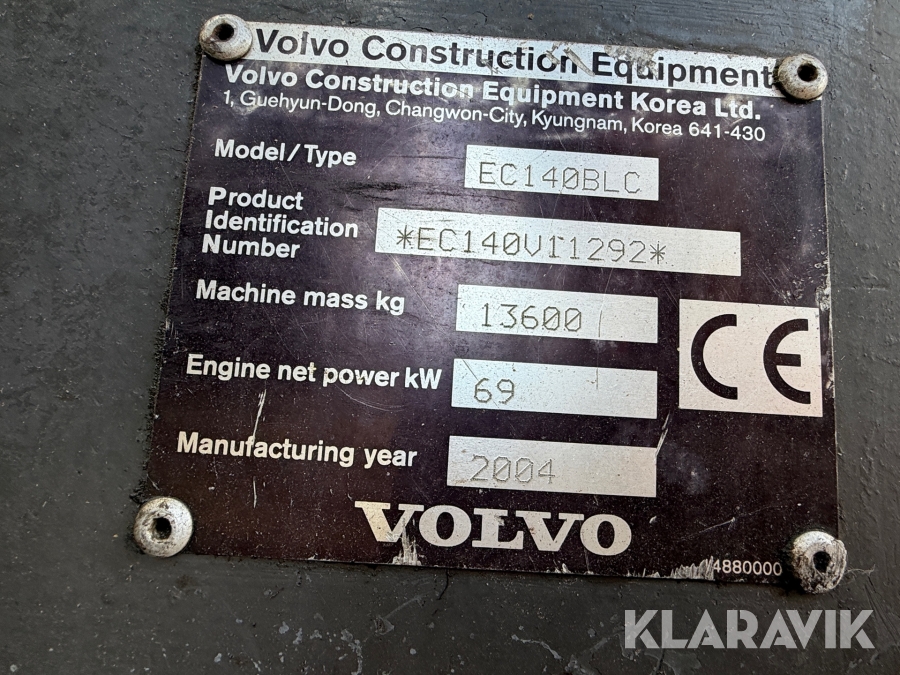 Volvo Construction Equipment
Volvo Construction Equipment Korea Ltd.
1, Guehyun-Dong, Changwon-City, Kyungnam, Korea 641-430
Model/Type EC140BLC
Product
Identification
Number *EC140V11292*
Machine mass kg 13600
CE
Engine net power kW 69
Manufacturing year 2004
VOLVO
4880000
KLARAVIK